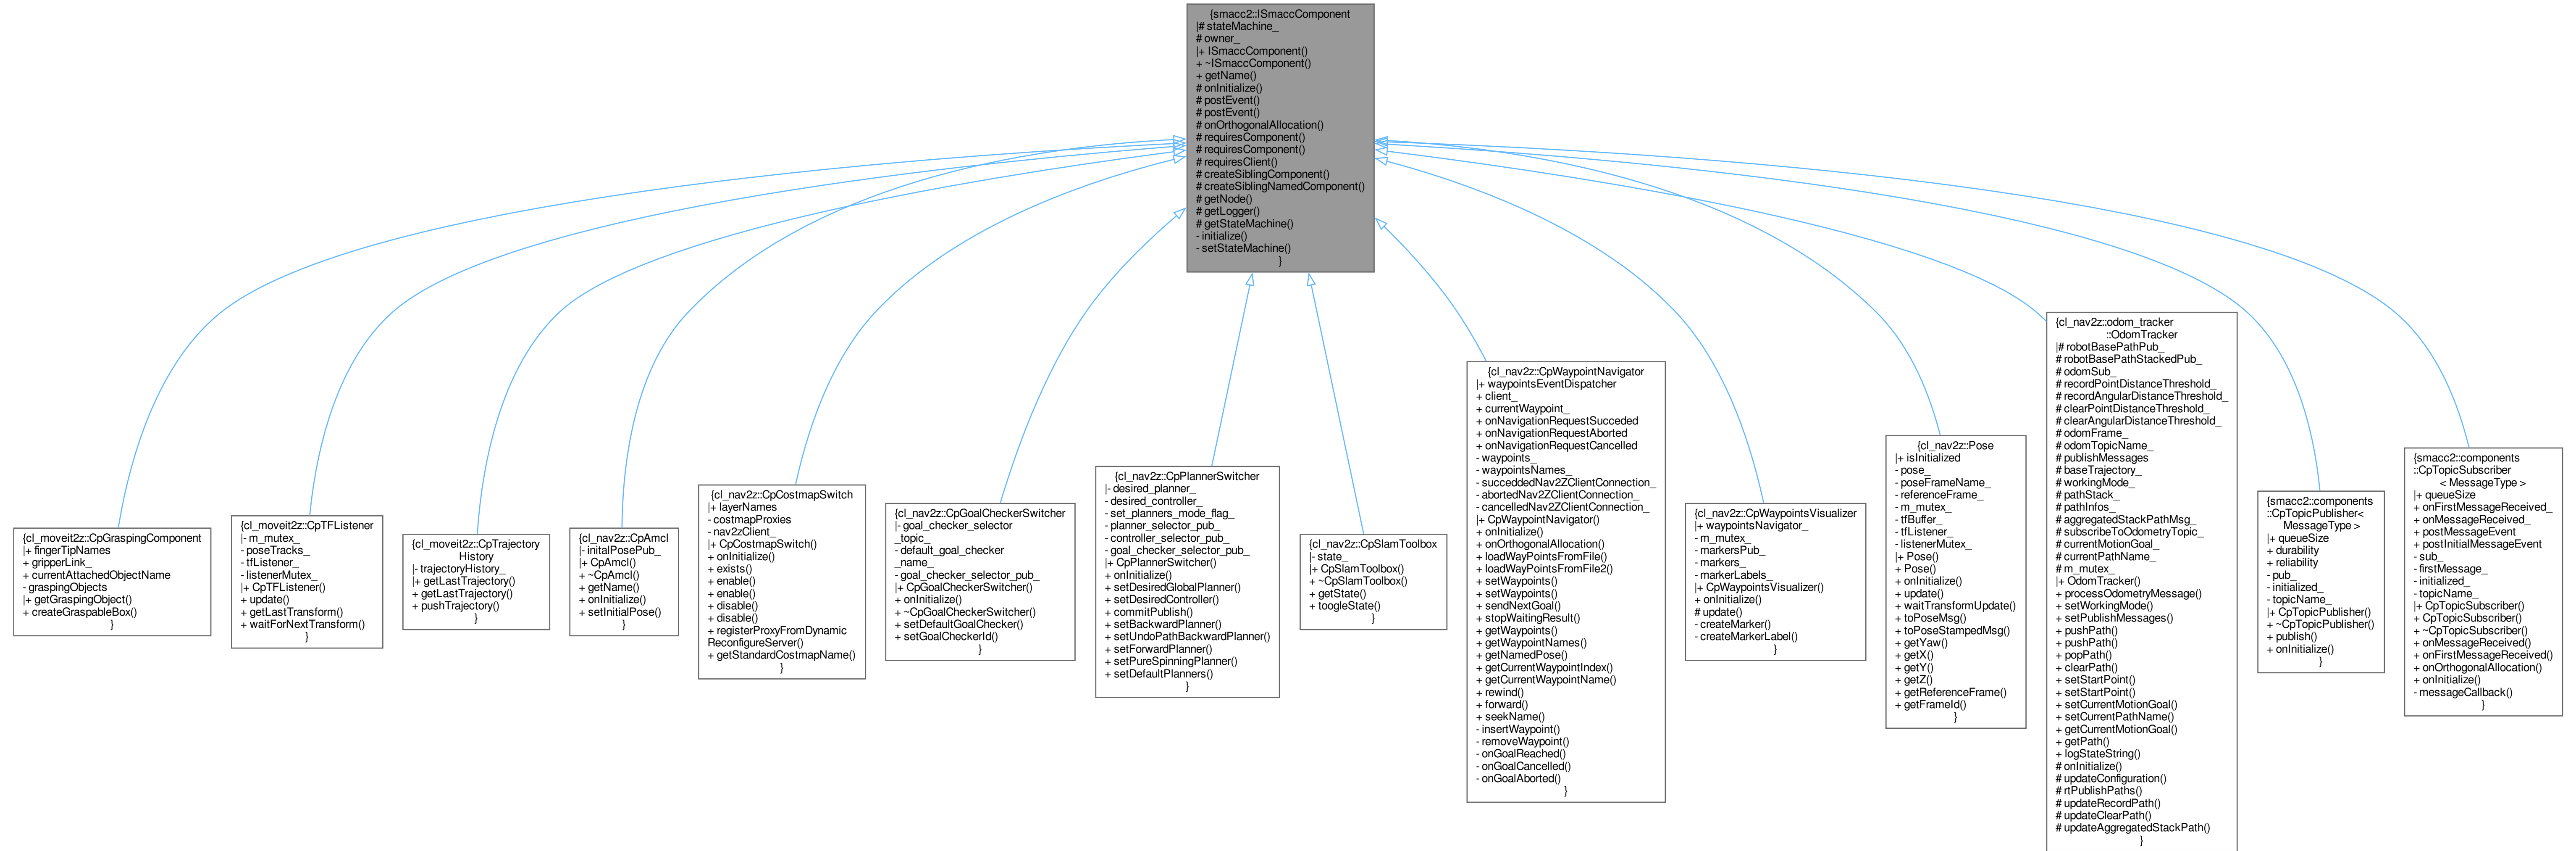 {smacc2::ISmaccComponent
|# stateMachine_
# owner_
|+ ISmaccComponent()
+ ~ISmaccComponent()
+ getName()
# onInitialize()
# postEvent()
# postEvent()
# onOrthogonalAllocation()
# requiresComponent()
# requiresComponent()
# requiresClient()
# createSiblingComponent()
# createSiblingNamedComponent()
# getNode()
# getLogger()
# getStateMachine()
- initialize()
- setStateMachine()
}
{cl_moveit2z::CpGraspingComponent
|+ fingerTipNames
+ gripperLink_
+ currentAttachedObjectName
- graspingObjects
|+ getGraspingObject()
+ createGraspableBox()
}
{cl_moveit2z::CpTFListener
|- m_mutex_
- poseTracks_
- tfListener_
- listenerMutex_
|+ CpTFListener()
+ update()
+ getLastTransform()
+ waitForNextTransform()
}
{cl_moveit2z::CpTrajectory
History
|- trajectoryHistory_
|+ getLastTrajectory()
+ getLastTrajectory()
+ pushTrajectory()
}
{cl_nav2z::CpAmcl
|- initalPosePub_
|+ CpAmcl()
+ ~CpAmcl()
+ getName()
+ onInitialize()
+ setInitialPose()
}
{cl_nav2z::CpCostmapSwitch
|+ layerNames
- costmapProxies
- nav2zClient_
|+ CpCostmapSwitch()
+ onInitialize()
+ exists()
+ enable()
+ enable()
+ disable()
+ disable()
+ registerProxyFromDynamic
ReconfigureServer()
+ getStandardCostmapName()
}
{cl_nav2z::CpGoalCheckerSwitcher
|- goal_checker_selector
_topic_
- default_goal_checker
_name_
- goal_checker_selector_pub_
|+ CpGoalCheckerSwitcher()
+ onInitialize()
+ ~CpGoalCheckerSwitcher()
+ setDefaultGoalChecker()
+ setGoalCheckerId()
}
{cl_nav2z::CpPlannerSwitcher
|- desired_planner_
- desired_controller_
- set_planners_mode_flag_
- planner_selector_pub_
- controller_selector_pub_
- goal_checker_selector_pub_
|+ CpPlannerSwitcher()
+ onInitialize()
+ setDesiredGlobalPlanner()
+ setDesiredController()
+ commitPublish()
+ setBackwardPlanner()
+ setUndoPathBackwardPlanner()
+ setForwardPlanner()
+ setPureSpinningPlanner()
+ setDefaultPlanners()
}
{cl_nav2z::CpSlamToolbox
|- state_
|+ CpSlamToolbox()
+ ~CpSlamToolbox()
+ getState()
+ toogleState()
}
{cl_nav2z::CpWaypointNavigator
|+ waypointsEventDispatcher
+ client_
+ currentWaypoint_
+ onNavigationRequestSucceded
+ onNavigationRequestAborted
+ onNavigationRequestCancelled
- waypoints_
- waypointsNames_
- succeddedNav2ZClientConnection_
- abortedNav2ZClientConnection_
- cancelledNav2ZClientConnection_
|+ CpWaypointNavigator()
+ onInitialize()
+ onOrthogonalAllocation()
+ loadWayPointsFromFile()
+ loadWayPointsFromFile2()
+ setWaypoints()
+ setWaypoints()
+ sendNextGoal()
+ stopWaitingResult()
+ getWaypoints()
+ getWaypointNames()
+ getNamedPose()
+ getCurrentWaypointIndex()
+ getCurrentWaypointName()
+ rewind()
+ forward()
+ seekName()
- insertWaypoint()
- removeWaypoint()
- onGoalReached()
- onGoalCancelled()
- onGoalAborted()
}
{cl_nav2z::CpWaypointsVisualizer
|+ waypointsNavigator_
- m_mutex_
- markersPub_
- markers_
- markerLabels_
|+ CpWaypointsVisualizer()
+ onInitialize()
# update()
- createMarker()
- createMarkerLabel()
}
{cl_nav2z::Pose
|+ isInitialized
- pose_
- poseFrameName_
- referenceFrame_
- m_mutex_
- tfBuffer_
- tfListener_
- listenerMutex_
|+ Pose()
+ Pose()
+ onInitialize()
+ update()
+ waitTransformUpdate()
+ toPoseMsg()
+ toPoseStampedMsg()
+ getYaw()
+ getX()
+ getY()
+ getZ()
+ getReferenceFrame()
+ getFrameId()
}
{cl_nav2z::odom_tracker
::OdomTracker
|# robotBasePathPub_
# robotBasePathStackedPub_
# odomSub_
# recordPointDistanceThreshold_
# recordAngularDistanceThreshold_
# clearPointDistanceThreshold_
# clearAngularDistanceThreshold_
# odomFrame_
# odomTopicName_
# publishMessages
# baseTrajectory_
# workingMode_
# pathStack_
# pathInfos_
# aggregatedStackPathMsg_
# subscribeToOdometryTopic_
# currentMotionGoal_
# currentPathName_
# m_mutex_
|+ OdomTracker()
+ processOdometryMessage()
+ setWorkingMode()
+ setPublishMessages()
+ pushPath()
+ pushPath()
+ popPath()
+ clearPath()
+ setStartPoint()
+ setStartPoint()
+ setCurrentMotionGoal()
+ setCurrentPathName()
+ getCurrentMotionGoal()
+ getPath()
+ logStateString()
# onInitialize()
# updateConfiguration()
# rtPublishPaths()
# updateRecordPath()
# updateClearPath()
# updateAggregatedStackPath()
}
{smacc2::components
::CpTopicPublisher<
MessageType >
|+ queueSize
+ durability
+ reliability
- pub_
- initialized_
- topicName_
|+ CpTopicPublisher()
+ ~CpTopicPublisher()
+ publish()
+ onInitialize()
}
{smacc2::components
::CpTopicSubscriber
< MessageType >
|+ queueSize
+ onFirstMessageReceived_
+ onMessageReceived_
+ postMessageEvent
+ postInitialMessageEvent
- sub_
- firstMessage_
- initialized_
- topicName_
|+ CpTopicSubscriber()
+ CpTopicSubscriber()
+ ~CpTopicSubscriber()
+ onMessageReceived()
+ onFirstMessageReceived()
+ onOrthogonalAllocation()
+ onInitialize()
- messageCallback()
}